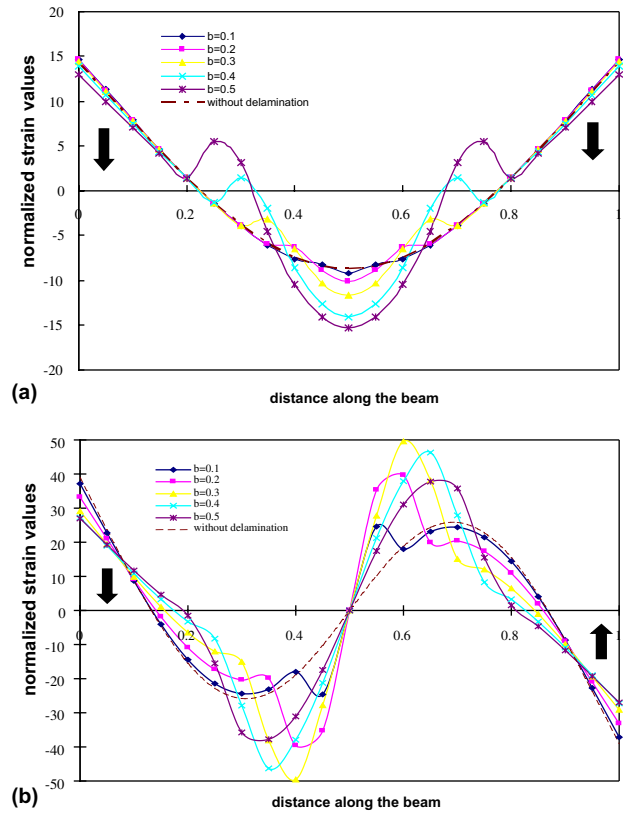 20
15
10
5
0
-5
-10
-15
-20
0
0.2
0.4
0.6
0.8
1
normalized strain values
b=0.1
b=0.2
b=0.3
b=0.4
b=0.5
without delamination
distance along the beam
(a)
50
40
30
20
10
0
-10
-20
-30
-40
-50
0
0.2
0.4
0.6
0.8
1
normalized strain values
b=0.1
b=0.2
b=0.3
b=0.4
b=0.5
without delamination
distance along the beam
(b)